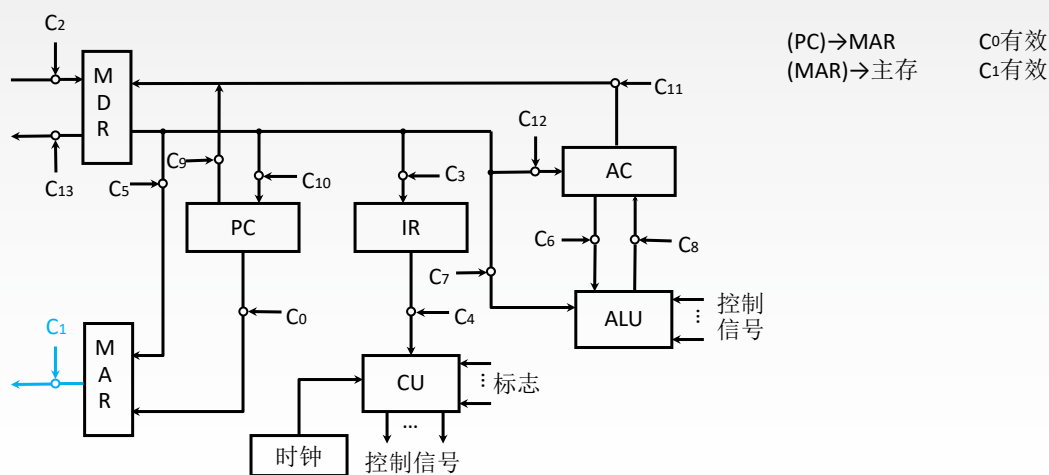 C2
(PC)→MAR C0有效
(MAR)→主存 C1有效
M
D
R
C11
C12
C9
C13
C5
C10
C3
AC
PC
IR
C6
C8
C7
C0
C4
ALU
控制
信号
C1
M
A
R
CU
标志
时钟
控制信号